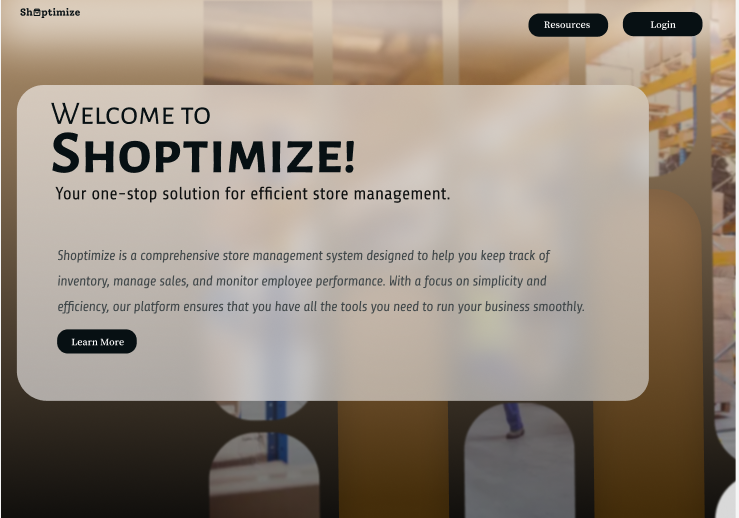 Shoptimize
Resources
Login
Welcome to
Shoptimize!
Your one-stop solution for efficient store management.
Shoptimize is a comprehensive store management system designed to help you keep track of
inventory, manage sales, and monitor employee performance. With a focus on simplicity and
efficiency, our platform ensures that you have all the tools you need to run your business smoothly.
Learn More